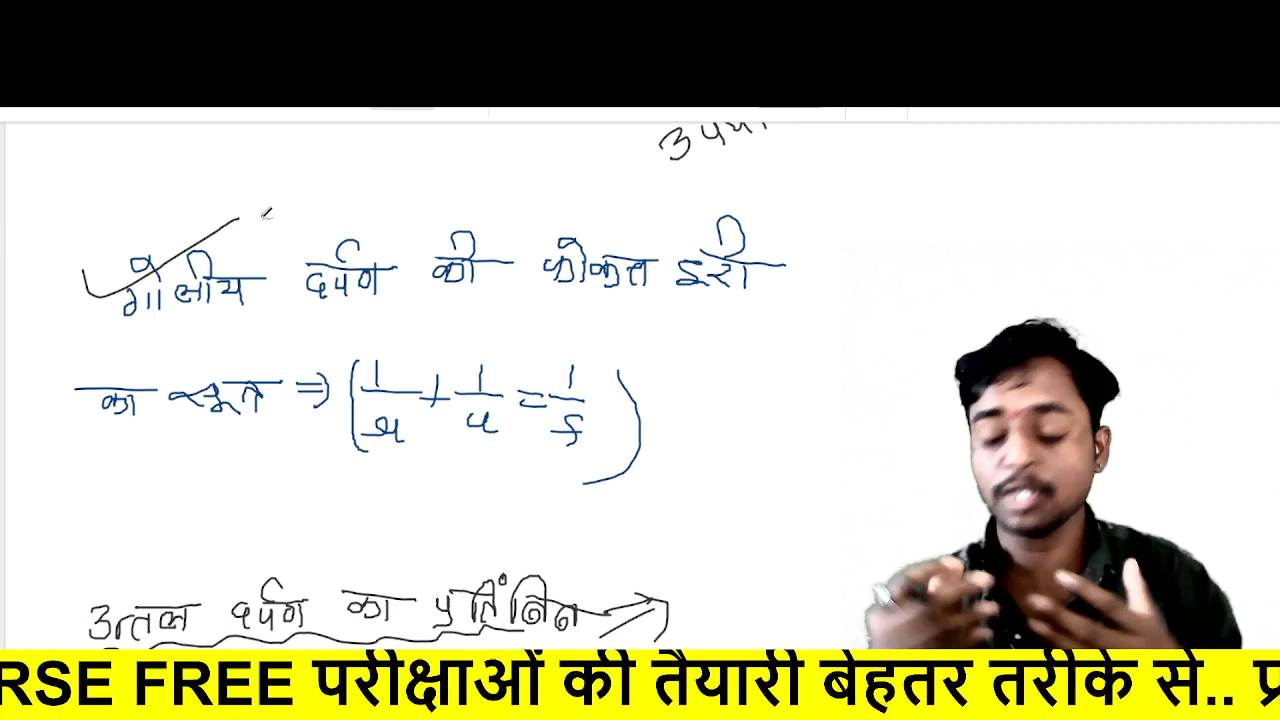 गोलीय दर्पण की फोकस दूरी
का सूत्र ⇒ (1/u + 1/u = 1/f)
उत्तल दर्पण का प्रतिबिंब →
RSE FREE परीक्षाओं की तैयारी बेहतर तरीके से.. प्र